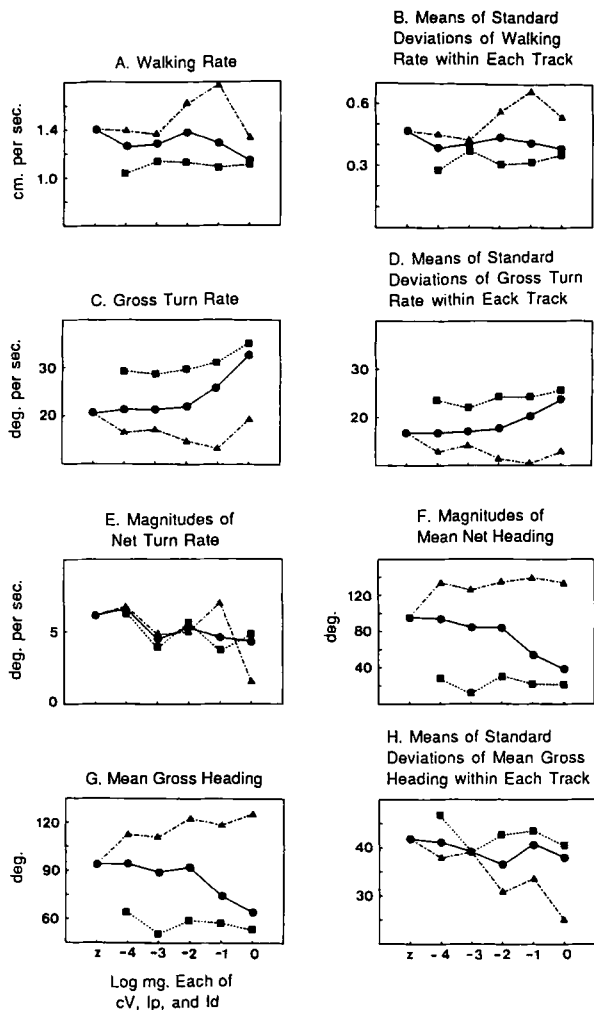 A. Walking Rate
B. Means of Standard
Deviations of Walking
Rate within Each Track
cm. per sec.
1.4
1.0
0.6
0.3
C. Gross Turn Rate
D. Means of Standard
Deviations of Gross Turn
Rate within Eack Track
deg. per sec.
30
20
30
20
E. Magnitudes of
Net Turn Rate
F. Magnitudes of
Mean Net Heading
deg. per sec.
5
0
deg.
120
80
40
G. Mean Gross Heading
H. Means of Standard
Deviations of Mean Gross
Heading within Each Track
deg.
120
90
60
40
30
z -4 -3 -2 -1 0
z -4 -3 -2 -1 0
Log mg. Each of
cV, Ip, and Id